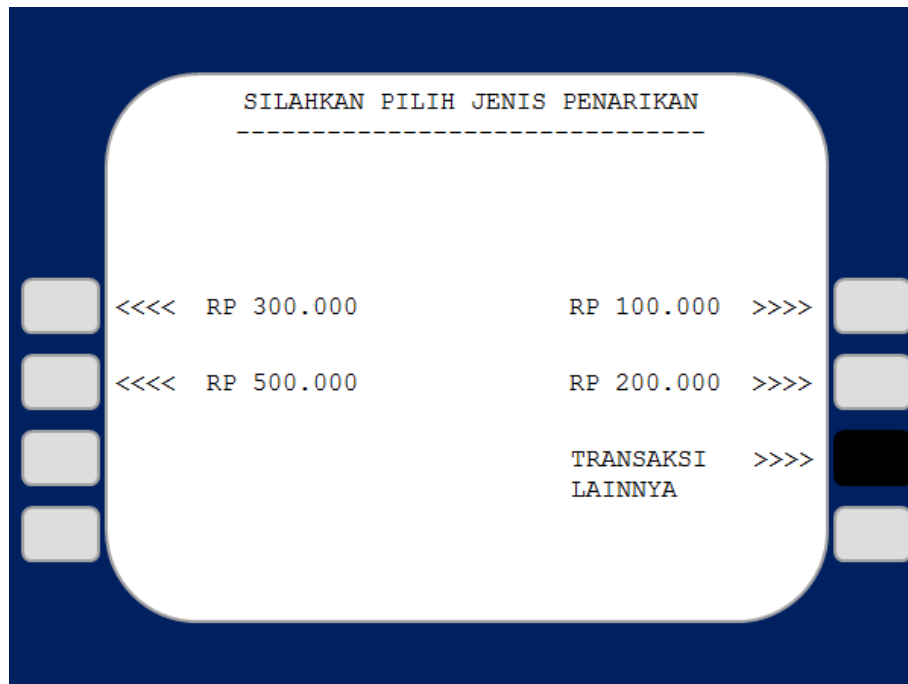 SILAHKAN PILIH JENIS PENARIKAN
-------------------------------
<<<< RP 300.000 RP 100.000 >>>>
<<<< RP 500.000 RP 200.000 >>>>
TRANSAKSI >>>>
LAINNYA